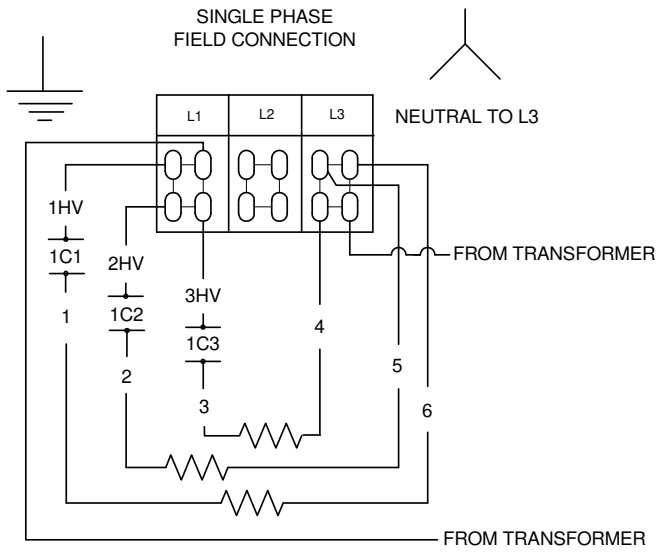 SINGLE PHASE
FIELD CONNECTION
L1
L2
L3
NEUTRAL TO L3
1HV
1C1
2HV
FROM TRANSFORMER
3HV
1C2
1
4
1C3
5
2
3
6
FROM TRANSFORMER